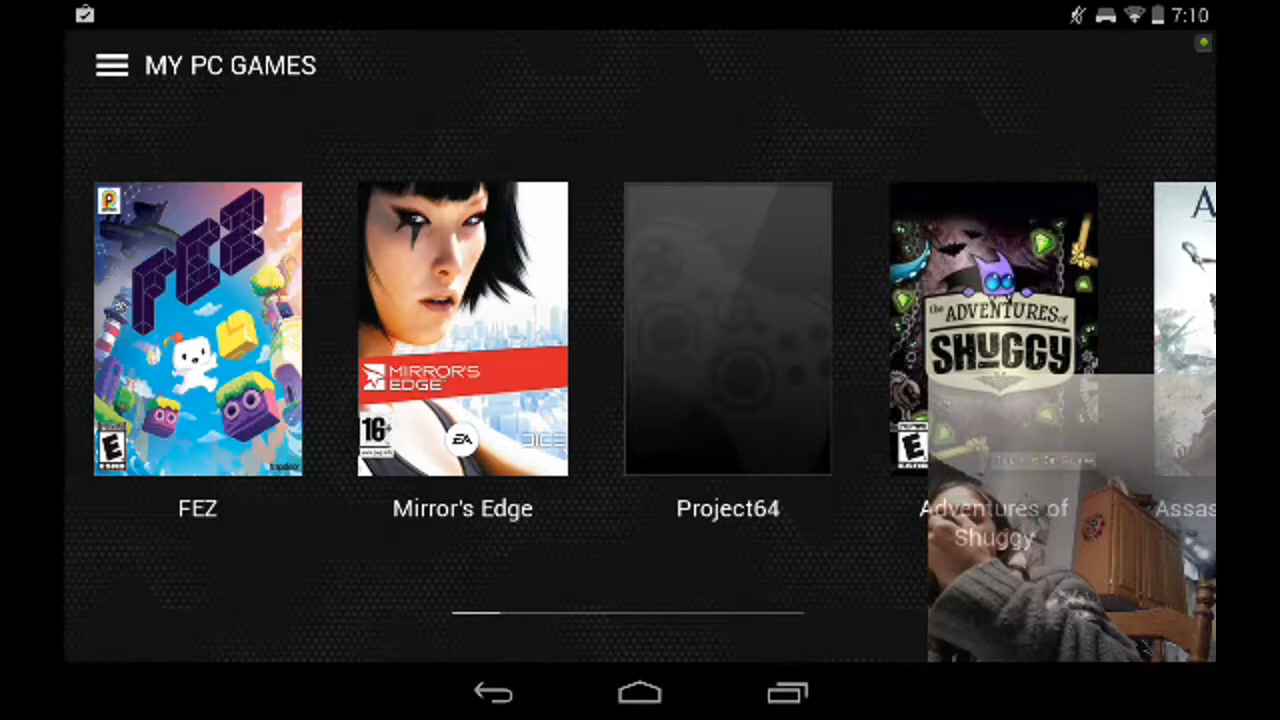 7:10
MY PC GAMES
FEZ
E
MIRROR'S
EDGE
16+
EA
DICE
the ADVENTURES of
SHUGGY
E
A
FEZ
Mirror's Edge
Project64
Adventures of
Shuggy
Assas